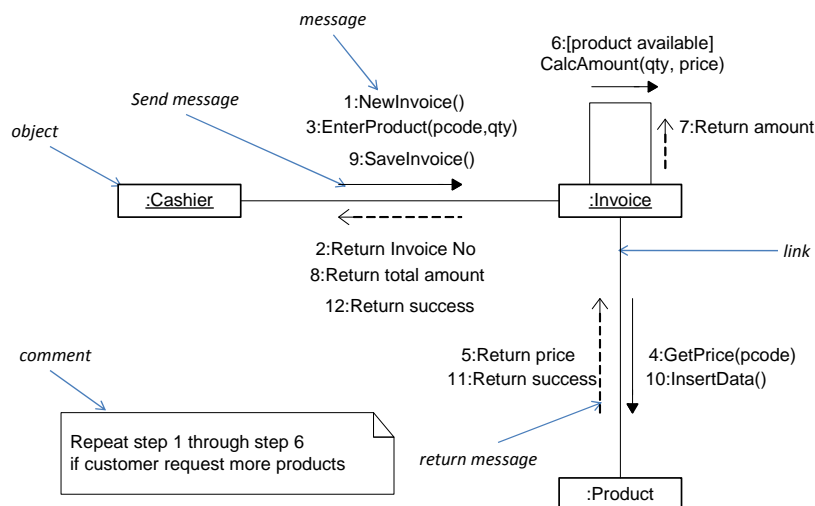 message
6:[product available]
CalcAmount(qty, price)
Send message
1:NewInvoice()
3:EnterProduct(pcode,qty)
7:Return amount
object
9:SaveInvoice()
:Cashier
:Invoice
2:Return Invoice No
8:Return total amount
12:Return success
link
comment
5:Return price
11:Return success
4:GetPrice(pcode)
10:InsertData()
Repeat step 1 through step 6
if customer request more products
return message
:Product